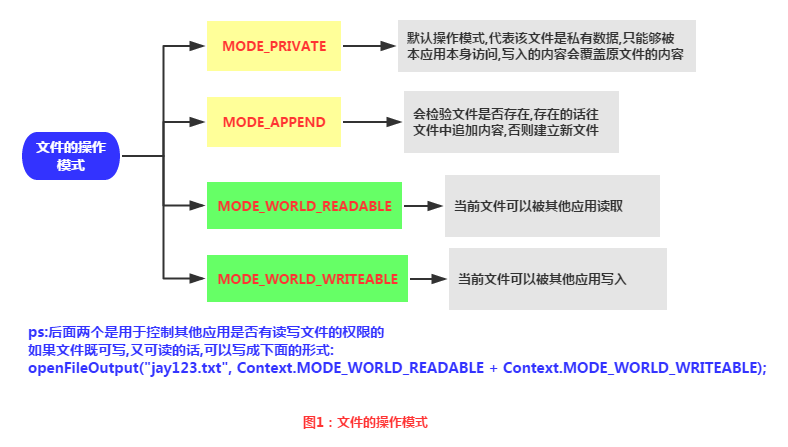 文件的操作
模式
MODE_PRIVATE
默认操作模式,代表该文件是私有数据,只能够被
本应用本身访问,写入的内容会覆盖原文件的内容
MODE_APPEND
会检验文件是否存在,存在的话往
文件中追加内容,否则建立新文件
MODE_WORLD_READABLE
当前文件可以被其他应用读取
MODE_WORLD_WRITEABLE
当前文件可以被其他应用写入
ps:后面两个是用于控制其他应用是否有读写文件的权限的
如果文件既可写,又可读的话,可以写成下面的形式:
openFileOutput("jay123.txt", Context.MODE_WORLD_READABLE + Context.MODE_WORLD_WRITEABLE);
图1：文件的操作模式